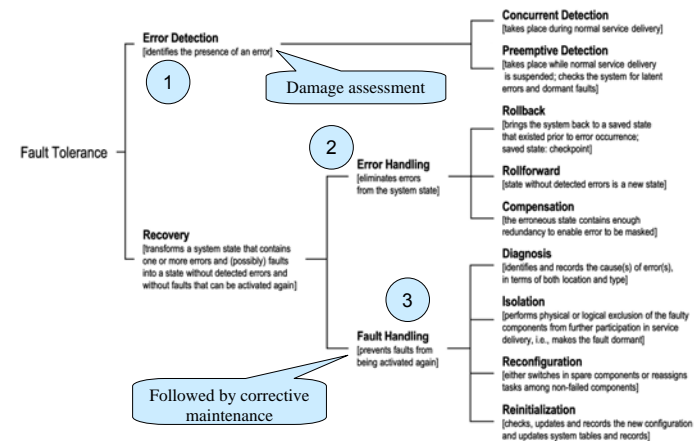 Fault Tolerance
Error Detection
[identifies the presence of an error]
1
Damage assessment
Concurrent Detection
[takes place during normal service delivery]
Preemptive Detection
[takes place while normal service delivery
is suspended; checks the system for latent
errors and dormant faults]
Recovery
[transforms a system state that contains
one or more errors and (possibly) faults
into a state without detected errors and
without faults that can be activated again]
2
Error Handling
[eliminates errors
from the system state]
Rollback
[brings the system back to a saved state
that existed prior to error occurrence;
saved state: checkpoint]
Rollforward
[state without detected errors is a new state]
Compensation
[the erroneous state contains enough
redundancy to enable error to be masked]
3
Fault Handling
[prevents faults from
being activated again]
Followed by corrective
maintenance
Diagnosis
[identifies and records the cause(s) of error(s),
in terms of both location and type]
Isolation
[performs physical or logical exclusion of the faulty
components from further participation in service
delivery, i.e., makes the fault dormant]
Reconfiguration
[either switches in spare components or reassigns
tasks among non-failed components]
Reinitialization
[checks, updates and records the new configuration
and updates system tables and records]